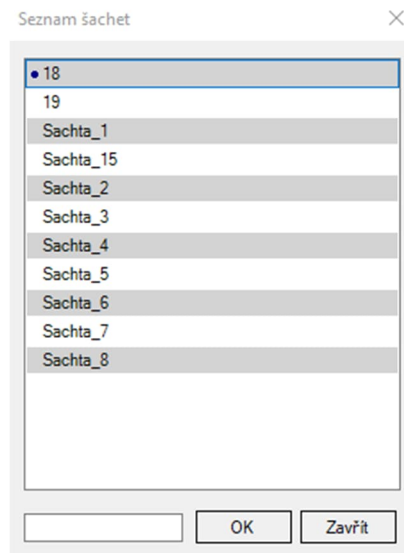 Seznam šachet
18
19
Sachta_1
Sachta_15
Sachta_2
Sachta_3
Sachta_4
Sachta_5
Sachta_6
Sachta_7
Sachta_8
OK
Zavřít